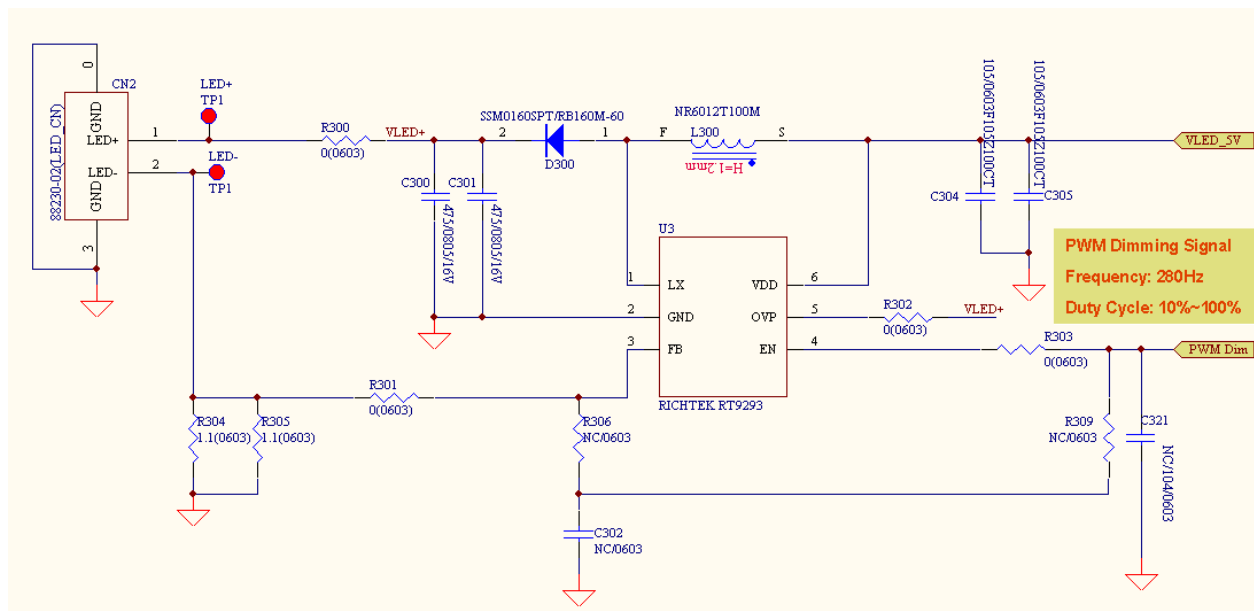 CN2
0
GND
LED+
LED-
GND
3
88230-02(LED_CN)
1
2
LED+
TP1
LED-
TP1
R300
0(0603)
VLED+
SSM0160SPT/RB160M-60
2
1
D300
NR6012T100M
F
L300
S
H=1.2mm
105/0603F105Z100CT
105/0603F105Z100CT
VLED_5V
C300
475/0805/16V
C301
475/0805/16V
C304
C305
U3
1
LX
VDD
6
2
GND
OVP
5
3
FB
EN
4
RICHTEK RT9293
R302
0(0603)
VLED+
PWM Dimming Signal
Frequency: 280Hz
Duty Cycle: 10%~100%
R303
0(0603)
PWM Dim
R301
0(0603)
R304
1.1(0603)
R305
1.1(0603)
R306
NC/0603
R309
NC/0603
C321
NC/104/0603
C302
NC/0603